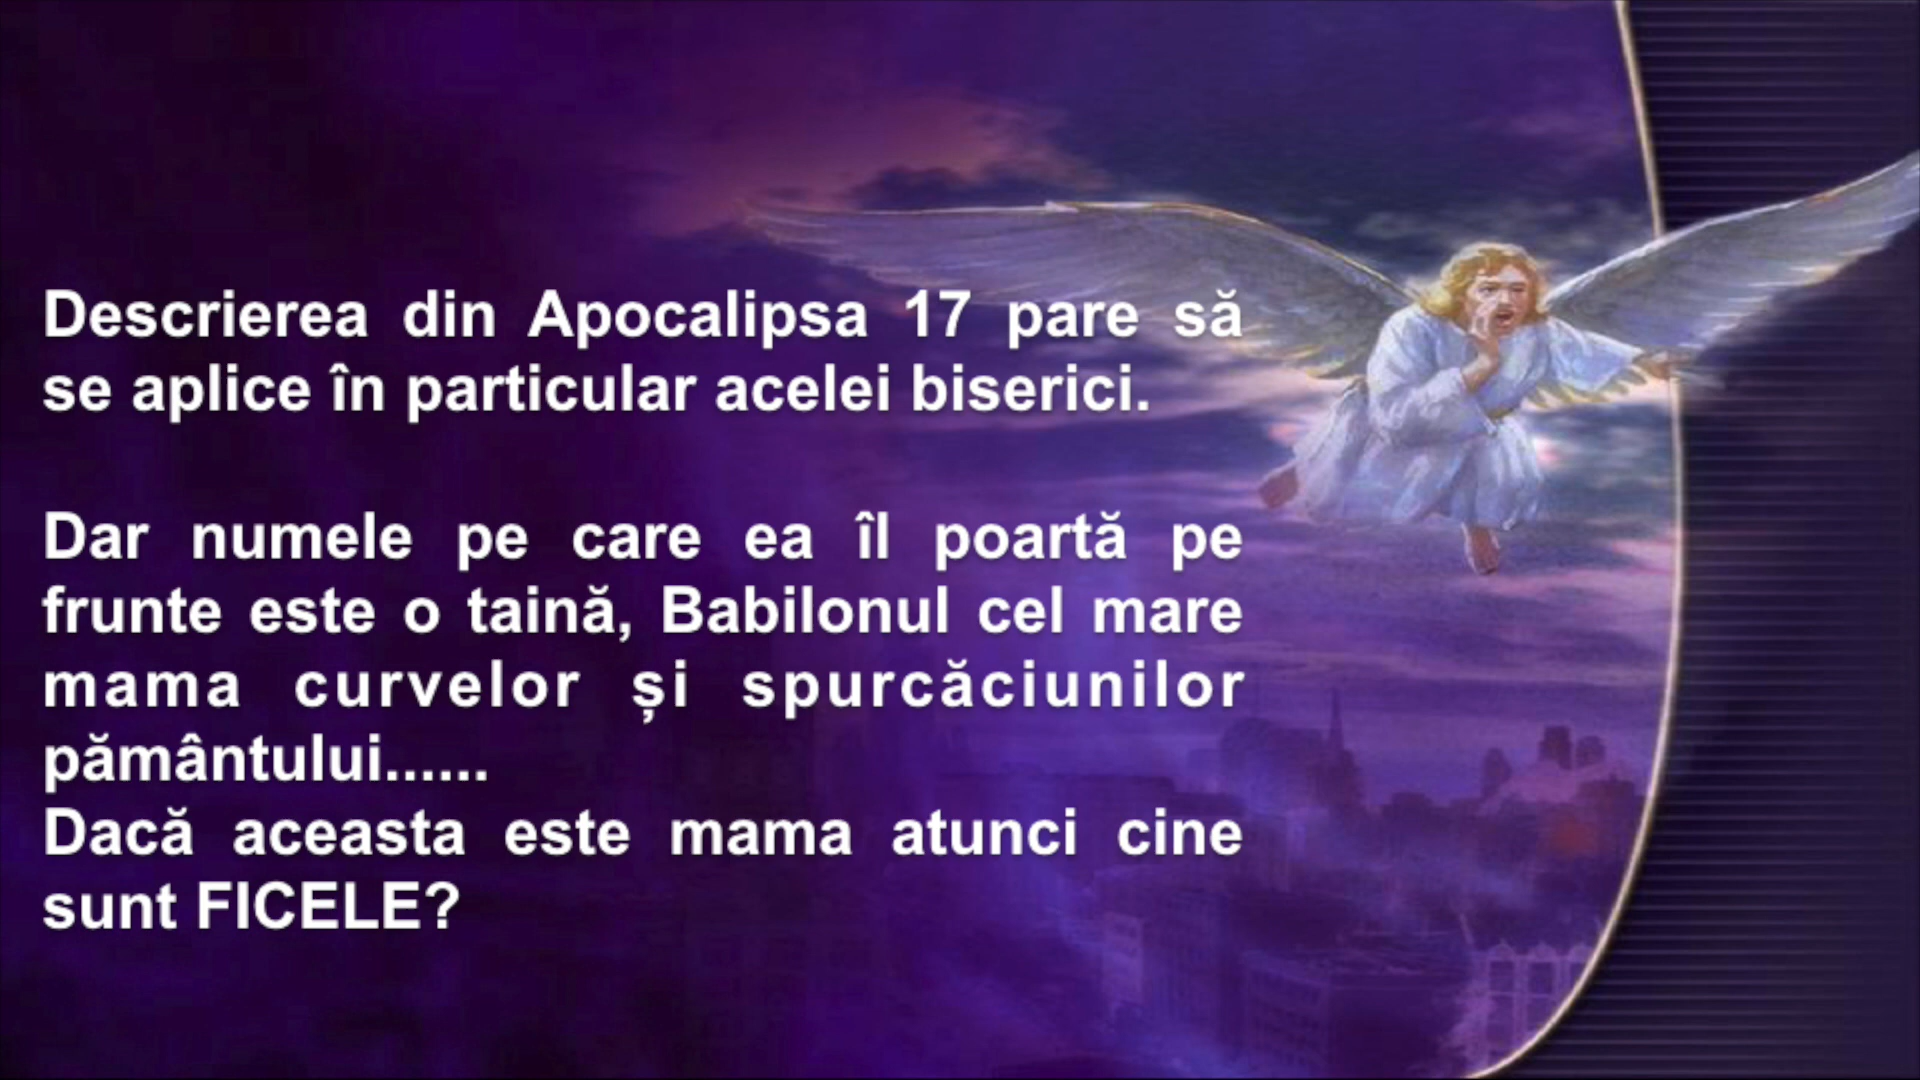 Descrierea din Apocalipsa 17 pare să
se aplice în particular acelei biserici.
Dar numele pe care ea îl poartă pe
frunte este o taină, Babilonul cel mare
mama curvelor și spurcăciunilor
pământului......
Dacă aceasta este mama atunci cine
sunt FICELE?